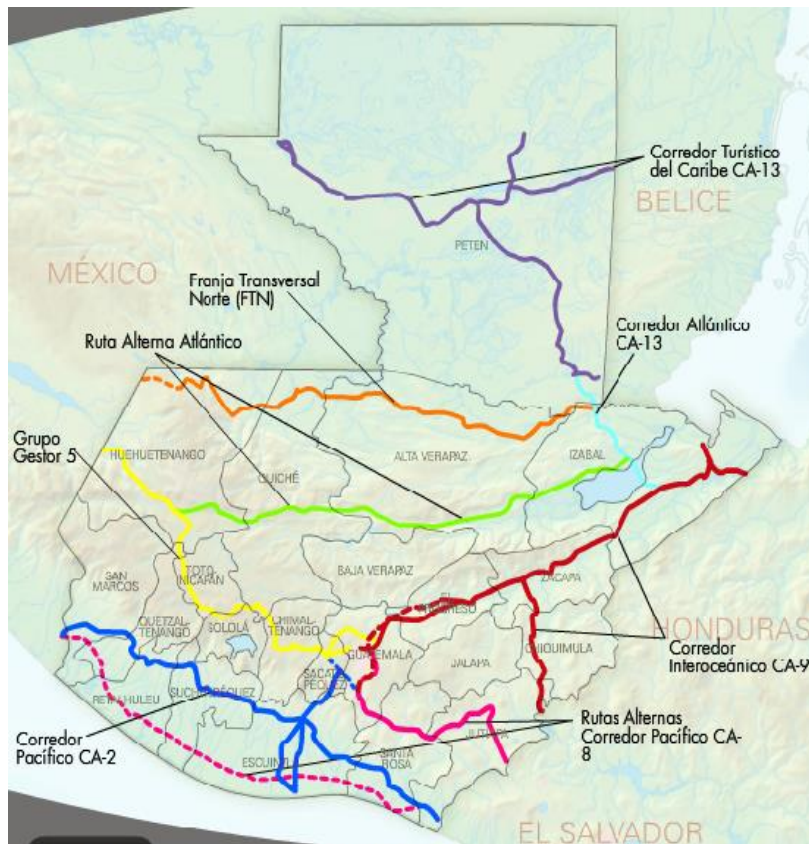 Corredor Turístico
del Caribe CA-13
BELICE
PETEN
MÉXICO
Franja Transversal
Norte (FTN)
Ruta Alterna Atlántico
Corredor Atlántico
CA-13
Grupo
Gestor 5
HUEHUETENANGO
QUICHÉ
ALTA VERAPAZ
IZABAL
SAN
MARCOS
TOTO
NICAPÁN
BAJA VERAPAZ
ZACAPA
EL
PROGRESO
QUETZAL-
TENANGO
SOLOLÁ
CHIMAL-
TENANGO
GUATEMALA
JALAPA
CHIQUIMULA
HONDURAS
Corredor
Interoceánico CA-9
SACATE
PÉQUEZ
RETALHULEU
SUCHITEPÉQUEZ
Corredor
Pacífico CA-2
ESCUINTLA
SANTA
ROSA
JUTIAPA
Rutas Alternas
Corredor Pacífico CA-
8
EL SALVADOR